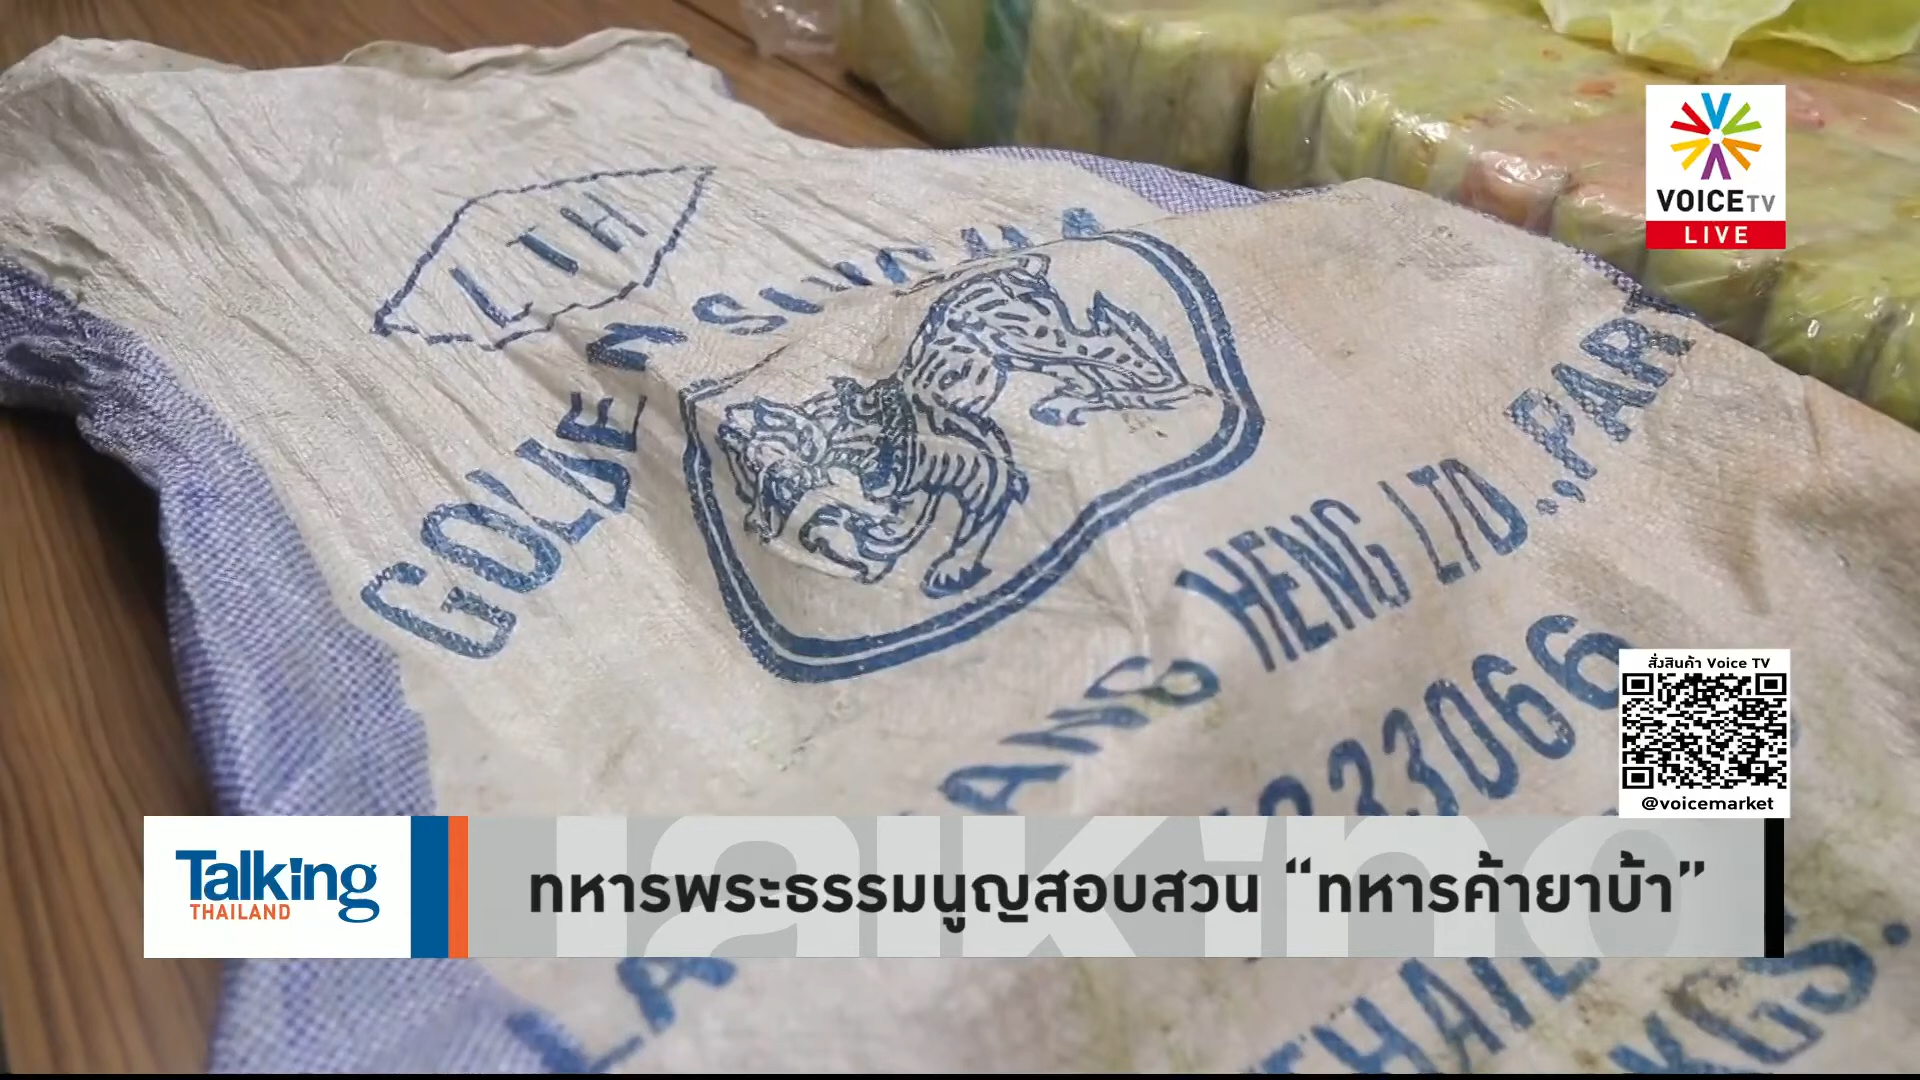 LTH
GOLDEN
VOICE TV
LIVE
HENG LTD.,PART
33066
สั่งสินค้า Voice TV
@voicemarket
Talking
THAILAND
ทหารพระธรรมนูญสอบสวน “ทหารค้ายาบ้า”
KGS.